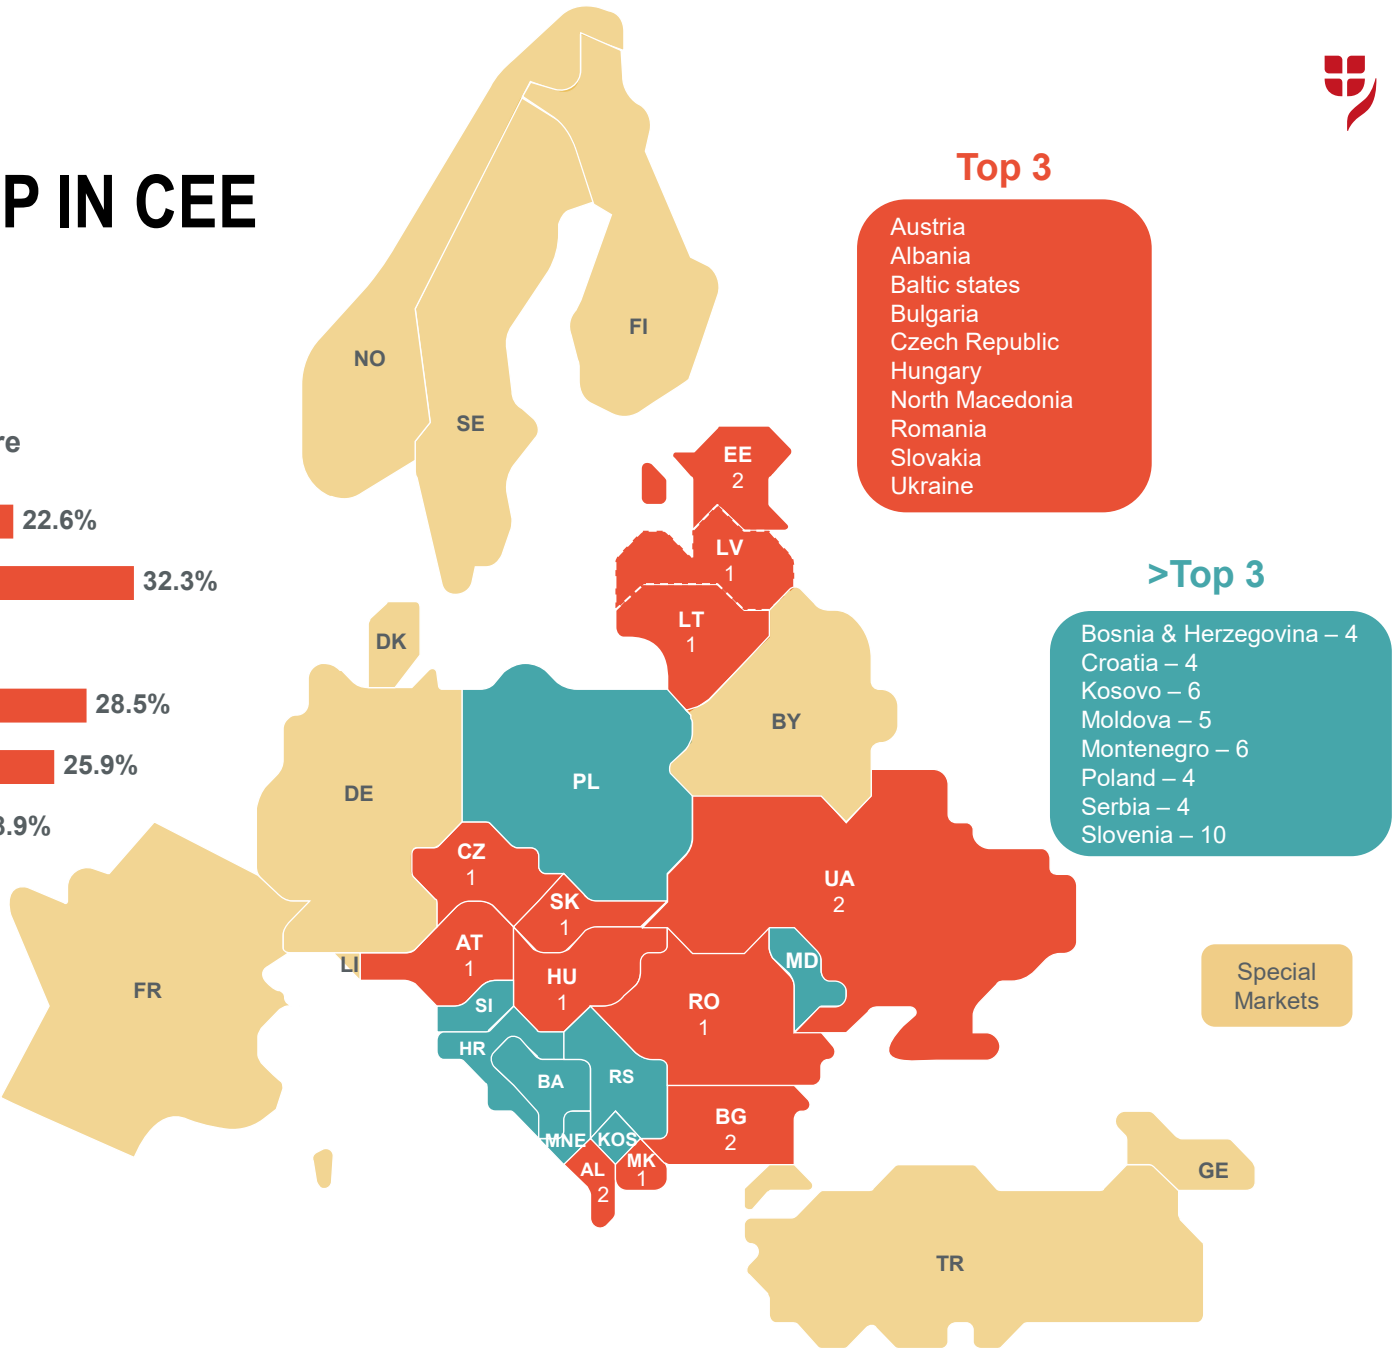 P IN CEE
re
22.6%
32.3%
28.5%
25.9%
.9%
Top 3
Austria
Albania
Baltic states
Bulgaria
Czech Republic
Hungary
North Macedonia
Romania
Slovakia
Ukraine
>Top 3
Bosnia & Herzegovina – 4
Croatia – 4
Kosovo – 6
Moldova – 5
Montenegro – 6
Poland – 4
Serbia – 4
Slovenia – 10
Special
Markets
NO
SE
FI
EE
2
LV
1
LT
1
DK
BY
DE
PL
CZ
1
SK
1
UA
2
AT
1
LI
HU
1
MD
FR
SI
RO
1
HR
BA
RS
BG
2
MNE
KOS
AL
2
MK
1
GE
TR